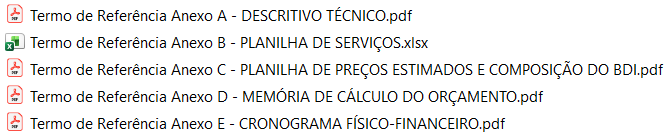 Termo de Referência Anexo A - DESCRITIVO TÉCNICO.pdf
Termo de Referência Anexo B - PLANILHA DE SERVIÇOS.xlsx
Termo de Referência Anexo C - PLANILHA DE PREÇOS ESTIMADOS E COMPOSIÇÃO DO BDI.pdf
Termo de Referência Anexo D - MEMÓRIA DE CÁLCULO DO ORÇAMENTO.pdf
Termo de Referência Anexo E - CRONOGRAMA FÍSICO-FINANCEIRO.pdf